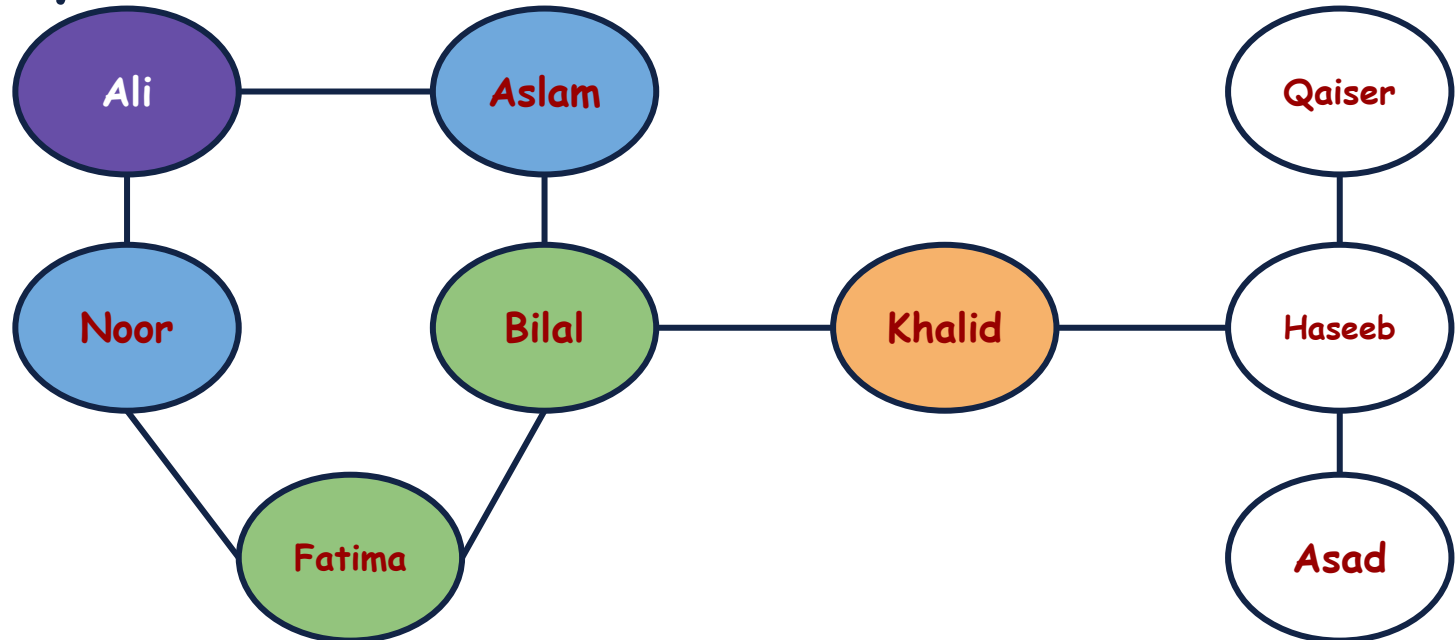 Ali
Aslam
Qaiser
Noor
Bilal
Khalid
Haseeb
Fatima
Asad